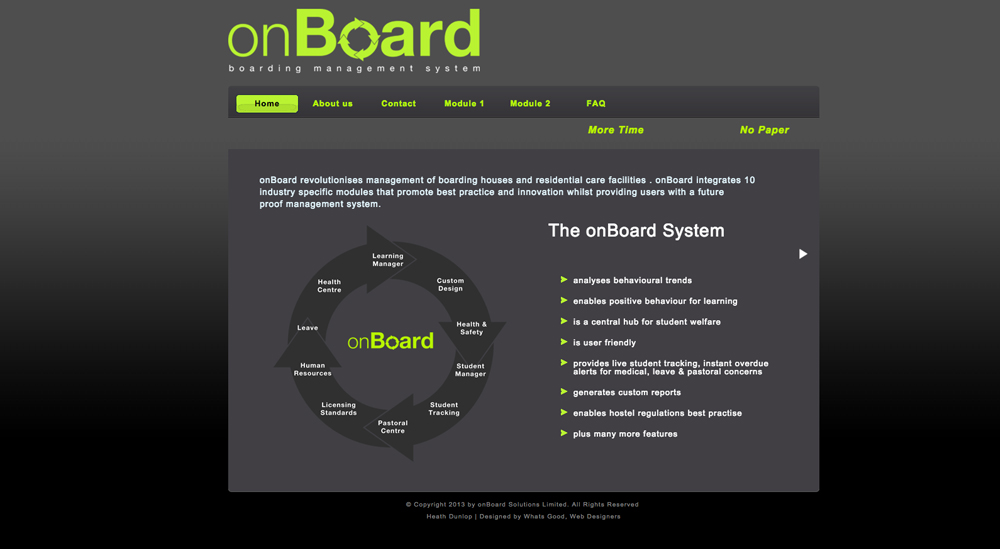 onBoard
boarding management system
Home About us Contact Module 1 Module 2 FAQ
More Time No Paper
onBoard revolutionises management of boarding houses and residential care facilities . onBoard integrates 10
industry specific modules that promote best practice and innovation whilst providing users with a future
proof management system.
The onBoard System
Learning
Manager
Custom
Design
Health &
Safety
Student
Manager
Student
Tracking
Pastoral
Centre
Licensing
Standards
Human
Resources
Leave
Health
Centre
onBoard
analyses behavioural trends
enables positive behaviour for learning
is a central hub for student welfare
is user friendly
provides live student tracking, instant overdue
alerts for medical, leave & pastoral concerns
generates custom reports
enables hostel regulations best practise
plus many more features
© Copyright 2013 by onBoard Solutions Limited. All Rights Reserved
Heath Dunlop | Designed by Whats Good, Web Designers